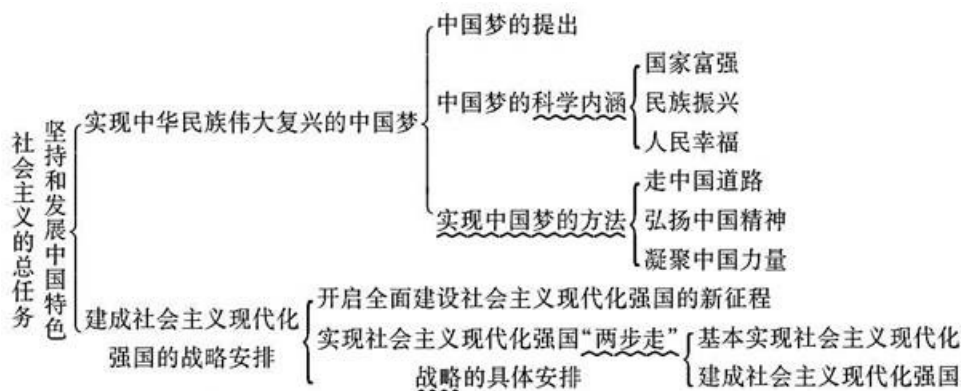 坚持和发展中国特色
社会主义的总任务
实现中华民族伟大复兴的中国梦
中国梦的提出
中国梦的科学内涵
国家富强
民族振兴
人民幸福
实现中国梦的方法
走中国道路
弘扬中国精神
凝聚中国力量
建成社会主义现代化
强国的战略安排
开启全面建设社会主义现代化强国的新征程
实现社会主义现代化强国“两步走”
战略的具体安排
基本实现社会主义现代化
建成社会主义现代化强国